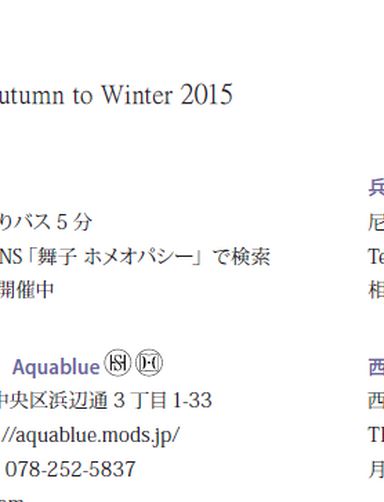 utumn to Winter 2015
りバス 5 分
NS「舞子 ホメオパシー」で検索
開催中
Aquablue
中央区浜辺通 3 丁目 1-33
://aquablue.mods.jp/
078-252-5837
兵
尼
Te
相
西
西
TE
月